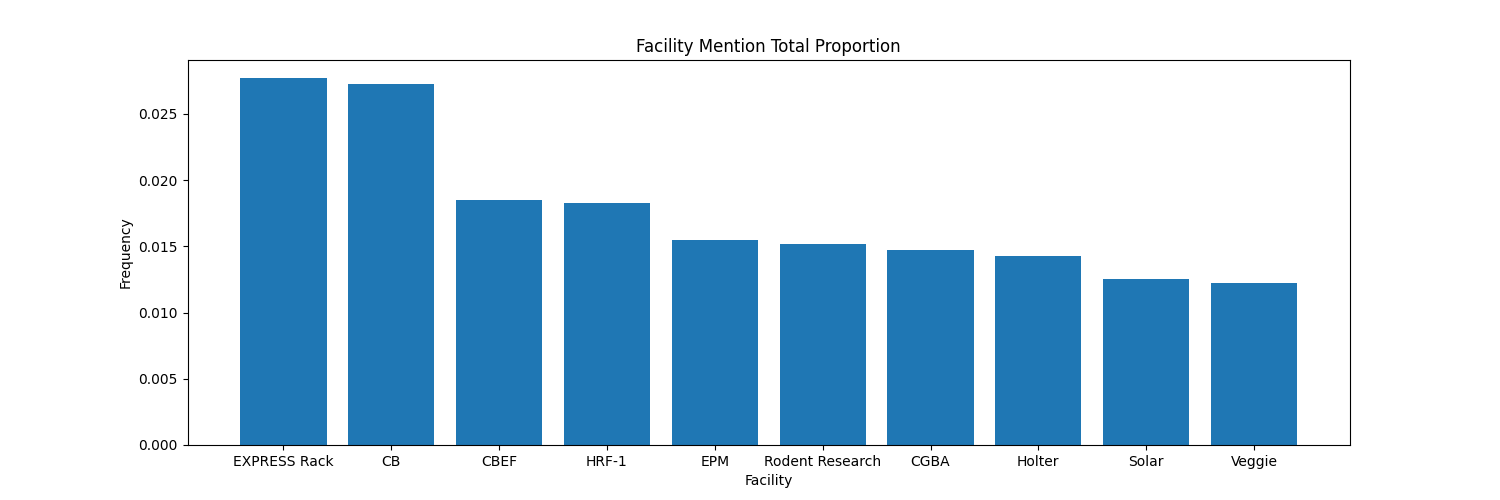 Facility Mention Total Proportion
0.025
0.020
0.015
0.010
0.005
0.000
Frequency
EXPRESS Rack CB CBEF HRF-1 EPM Rodent Research CGBA Holter Solar Veggie
Facility